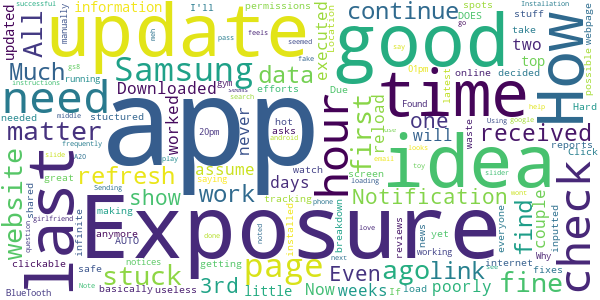 successful
manually
I'll
information
permissions
meh
update
updated
All
stuff
Much
running
gs8
need
needed
Samsung
Downloaded
stuctured
efforts
matter
data
worked
never
Due
gym
hour
location
executed
good
continue
spots
DOES
go
How
webpage
take
two
possible
decided
top
online
app
time
fake
feels
seemed
pass
instructions
20pm
hot
asks
01pm
latest
say
Found
one
will
received
Installation
help
Hard
reports
Click
idea
check
website
last
refresh
assume
work
days
first
reload
Notification
couple
find
watch
screen
waste
great
show
tracking
AUTO
saying
slide
middle
A20
frequently
play
android
search
Using
google
email
toy
looks
slider
shared
infinite
girlfriend
question
Sending
noted
Exposure
page
installed
breakdown
yet
news
reviews
everyone
Why
inputted
clickable
making
anymore
stuck
getting
3rd
Even
agolink
fine
phone
love
loading
next
working
internet
want
safe
notices
basically
useless
little
Now
weeks
If
load
poorly
fixes
BlueTooth
Note
done